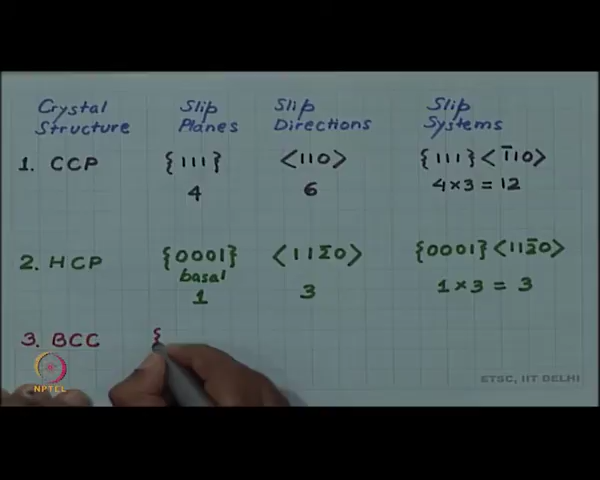 Crystal Structure Slip Planes Slip Directions Slip Systems
1. CCP {111} <110> {111}<1̄10>
4 6 4×3 = 12
2. HCP {0001} <112̄0> {0001}<112̄0>
basal
1 3 1×3 = 3
3. BCC {
NPTEL
ETSC, IIT DELHI